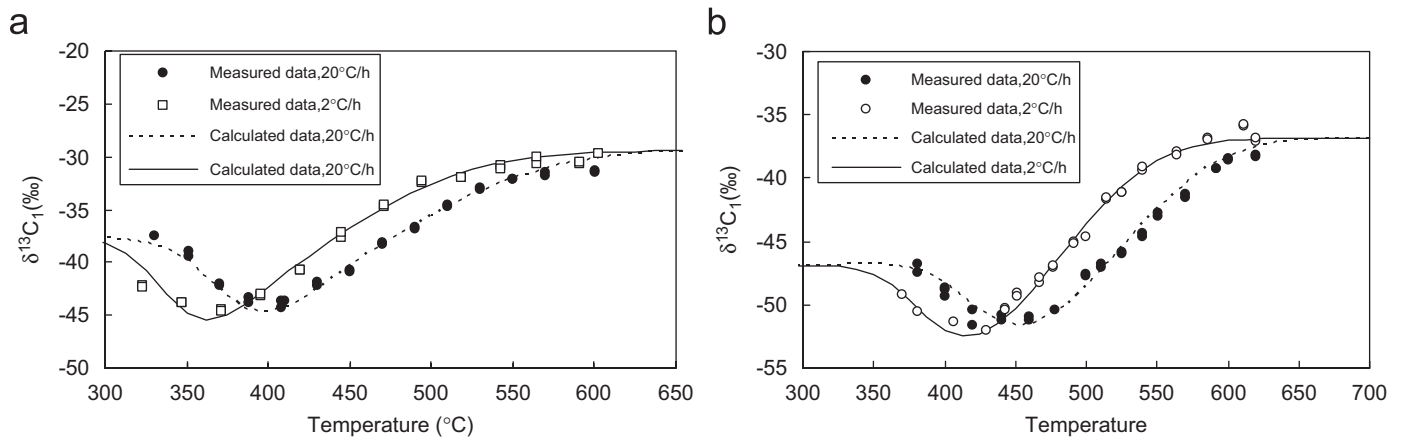 a
-20
-25
-30
-35
-40
-45
-50
δ¹³C₁(‰)
Measured data,20°C/h
Measured data,2°C/h
Calculated data,20°C/h
Calculated data,20°C/h
300 350 400 450 500 550 600 650
Temperature (°C)
b
-30
-35
-40
-45
-50
-55
δ¹³C₁(‰)
Measured data,20°C/h
Measured data,2°C/h
Calculated data,20°C/h
Calculated data,2°C/h
300 350 400 450 500 550 600 650 700
Temperature